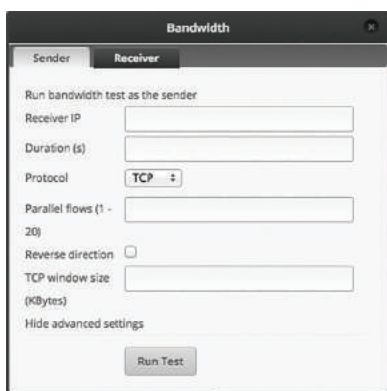 Bandwidth
Sender
Receiver
Run bandwidth test as the sender
Receiver IP
Duration (s)
Protocol
TCP
Parallel flows (1 -
20)
Reverse direction
TCP window size
(KBytes)
Hide advanced settings
Run Test